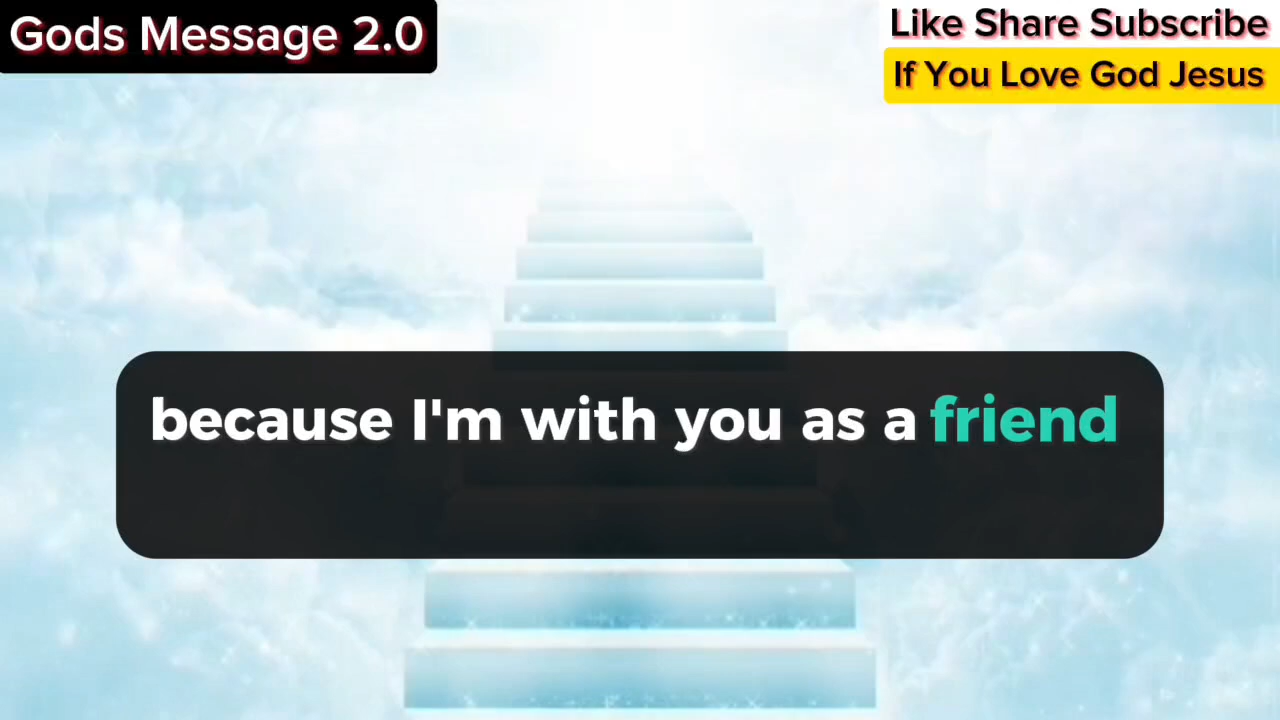 Gods Message 2.0
Like Share Subscribe
If You Love God Jesus
because I'm with you as a friend